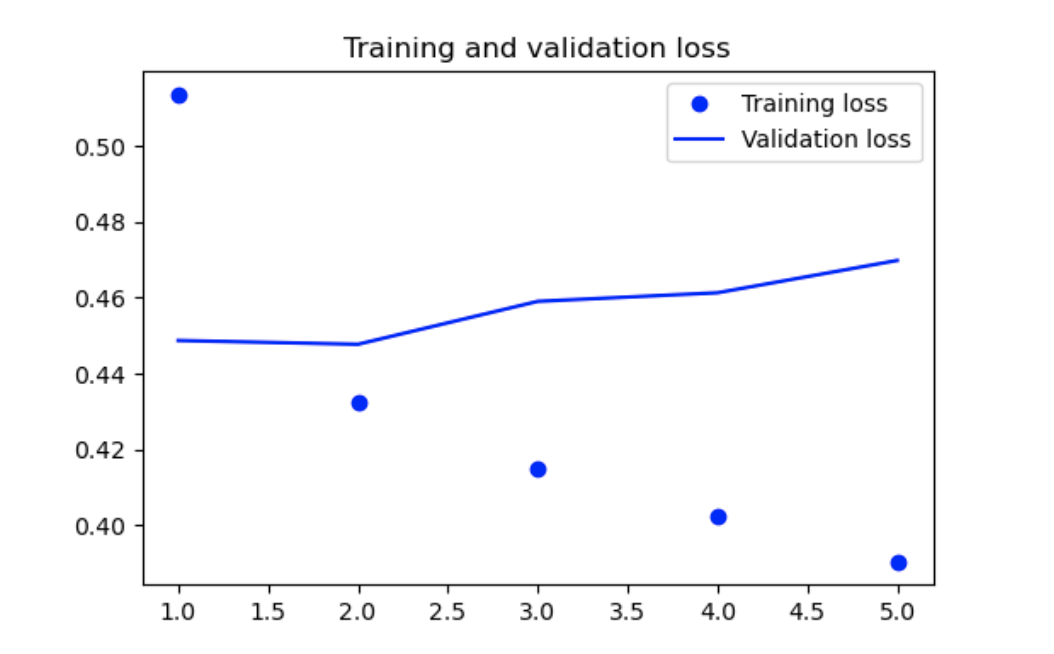 Training and validation loss
Training loss
Validation loss
0.50
0.48
0.46
0.44
0.42
0.40
1.0 1.5 2.0 2.5 3.0 3.5 4.0 4.5 5.0